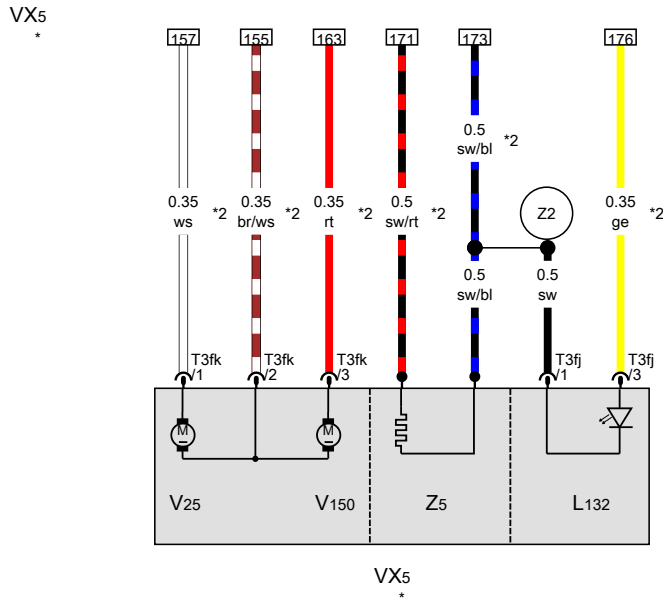 VX5
*
157 155 163 171 173 176
0.5
sw/bl *2
0.35 0.35 0.35 0.5 Z2 0.35
ws *2 br/ws *2 rt *2 sw/rt *2 ge *2
0.5 0.5
sw/bl sw
T3fk T3fk T3fk T3fj T3fj
/1 /2 /3 /1 /3
M M
V25 V150 Z5 L132
VX5
*